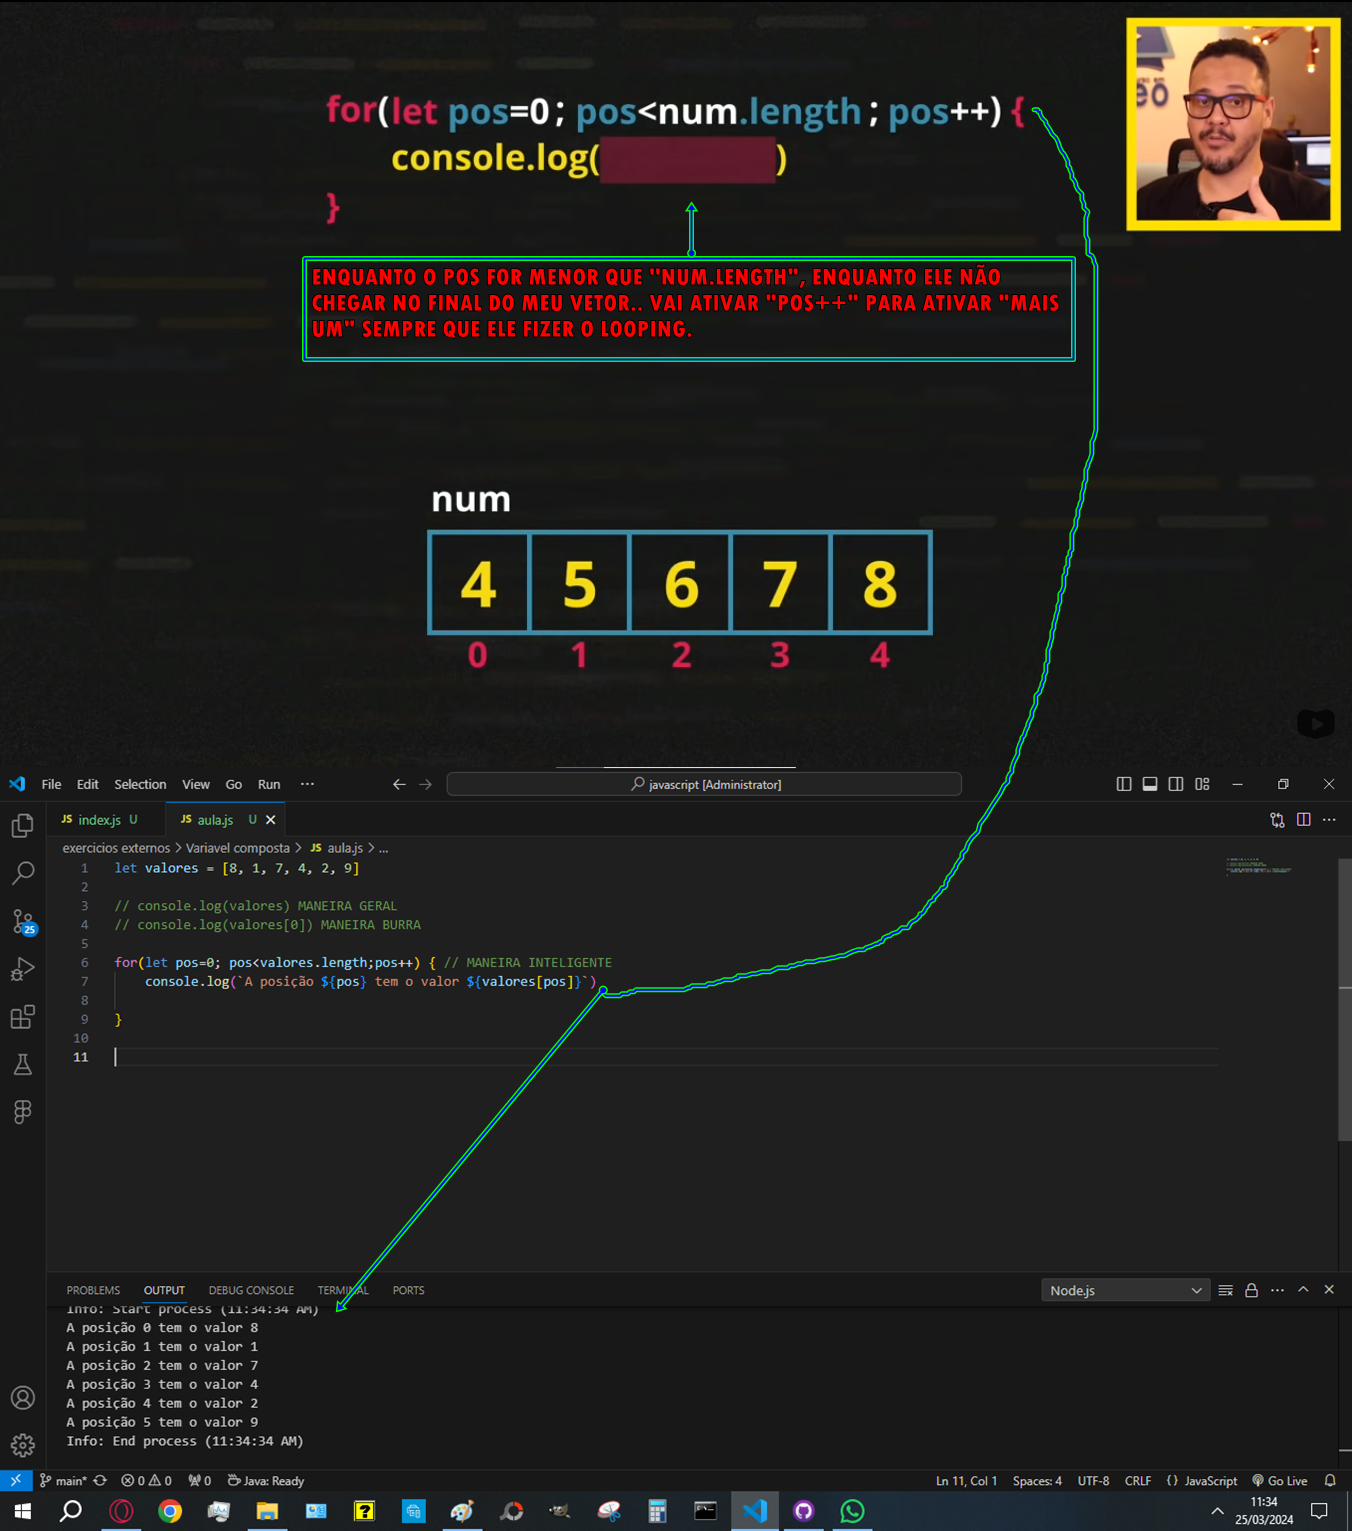 for(let pos=0; pos<num.length; pos++) {
console.log( )
}
eo
ENQUANTO O POS FOR MENOR QUE "NUM.LENGTH", ENQUANTO ELE NÃO
CHEGAR NO FINAL DO MEU VETOR.. VAI ATIVAR "POS++" PARA ATIVAR "MAIS
UM" SEMPRE QUE ELE FIZER O LOOPING.
num
4 5 6 7 8
0 1 2 3 4
File Edit Selection View Go Run ··· javascript [Administrator]
JS index.js U JS aula.js U
exercicios externos > Variavel composta > JS aula.js > ...
1 let valores = [8, 1, 7, 4, 2, 9]
2
3 // console.log(valores) MANEIRA GERAL
4 // console.log(valores[0]) MANEIRA BURRA
5
6 for(let pos=0; pos<valores.length;pos++) { // MANEIRA INTELIGENTE
7 console.log(`A posição ${pos} tem o valor ${valores[pos]}`)
8
9 }
10
11
25
PROBLEMS OUTPUT DEBUG CONSOLE TERMINAL PORTS Node.js
Info: Start process (11:34:34 AM)
A posição 0 tem o valor 8
A posição 1 tem o valor 1
A posição 2 tem o valor 7
A posição 3 tem o valor 4
A posição 4 tem o valor 2
A posição 5 tem o valor 9
Info: End process (11:34:34 AM)
main* 0 0 0 Java: Ready Ln 11, Col 1 Spaces: 4 UTF-8 CRLF {} JavaScript Go Live
11:34
25/03/2024